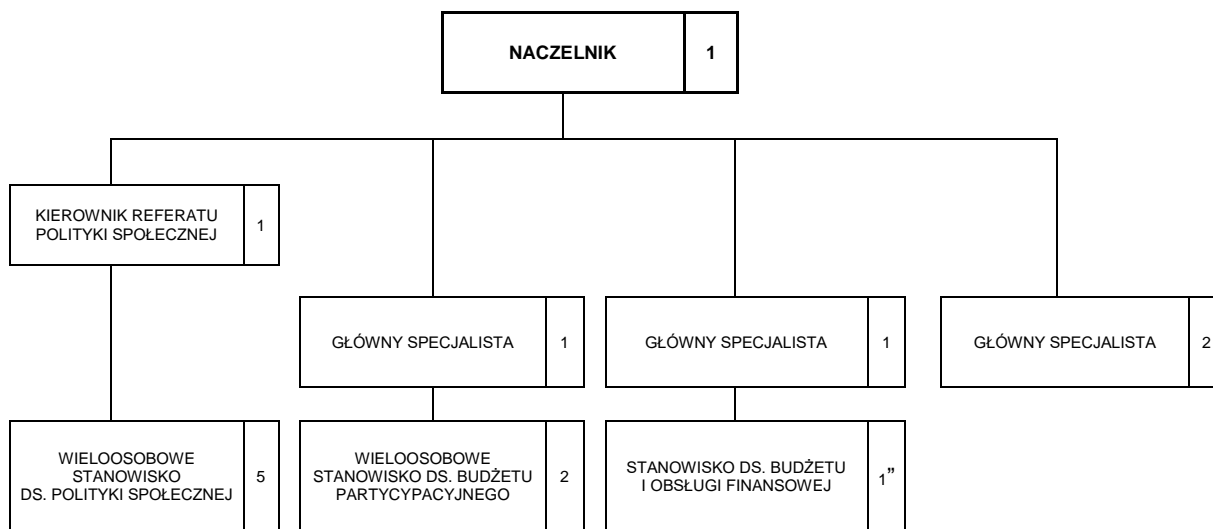 NACZELNIK 1
KIEROWNIK REFERATU
POLITYKI SPOŁECZNEJ
1
GŁÓWNY SPECJALISTA 1
GŁÓWNY SPECJALISTA 1
GŁÓWNY SPECJALISTA 2
WIELOOSOBOWE
STANOWISKO
DS. POLITYKI SPOŁECZNEJ
5
WIELOOSOBOWE
STANOWISKO DS. BUDŻETU
PARTYCYPACYJNEGO
2
STANOWISKO DS. BUDŻETU
I OBSŁUGI FINANSOWEJ
1”